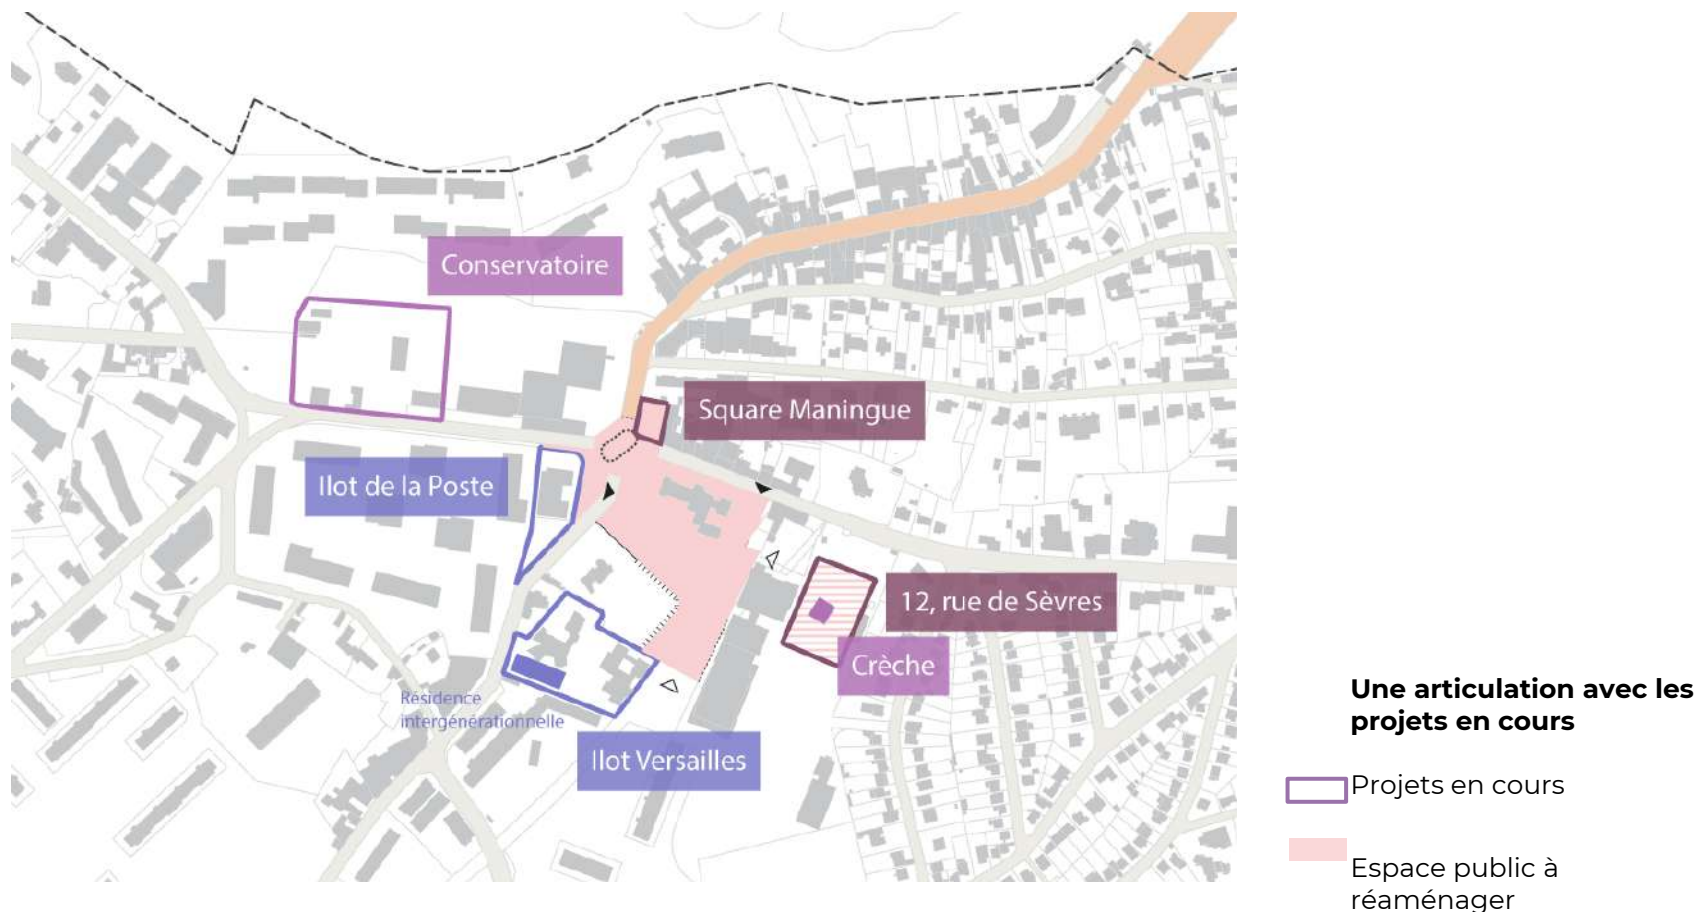 Conservatoire
Square Maningue
Ilot de la Poste
12, rue de Sèvres
Crèche
Résidence
intergénérationnelle
Ilot Versailles
Une articulation avec les
projets en cours
Projets en cours
Espace public à
réaménager